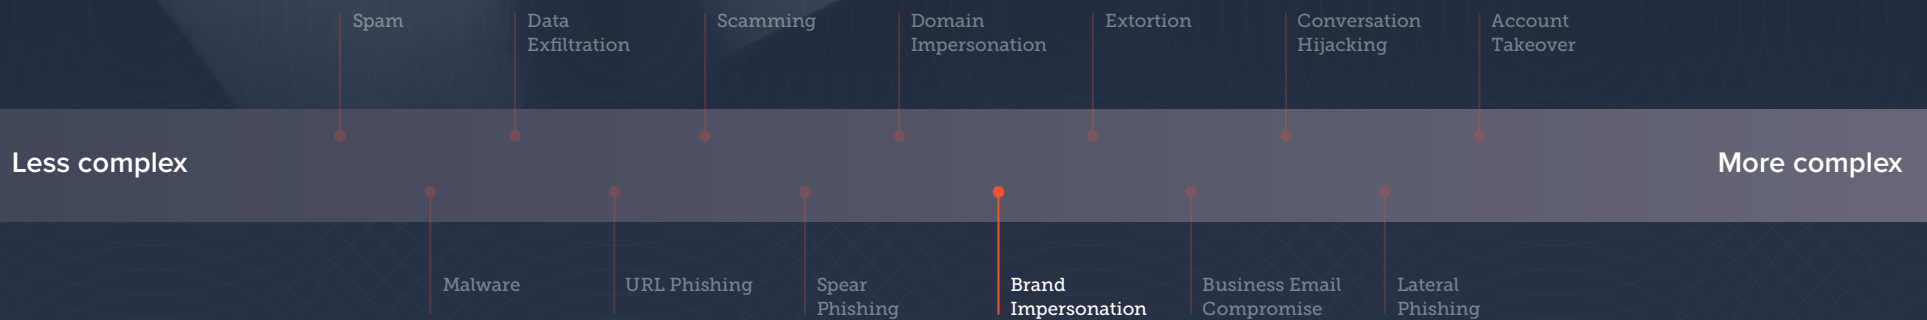 Spam
Data
Exfiltration
Scamming
Domain
Impersonation
Extortion
Conversation
Hijacking
Account
Takeover
Less complex
More complex
Malware
URL Phishing
Spear
Phishing
Brand
Impersonation
Business Email
Compromise
Lateral
Phishing